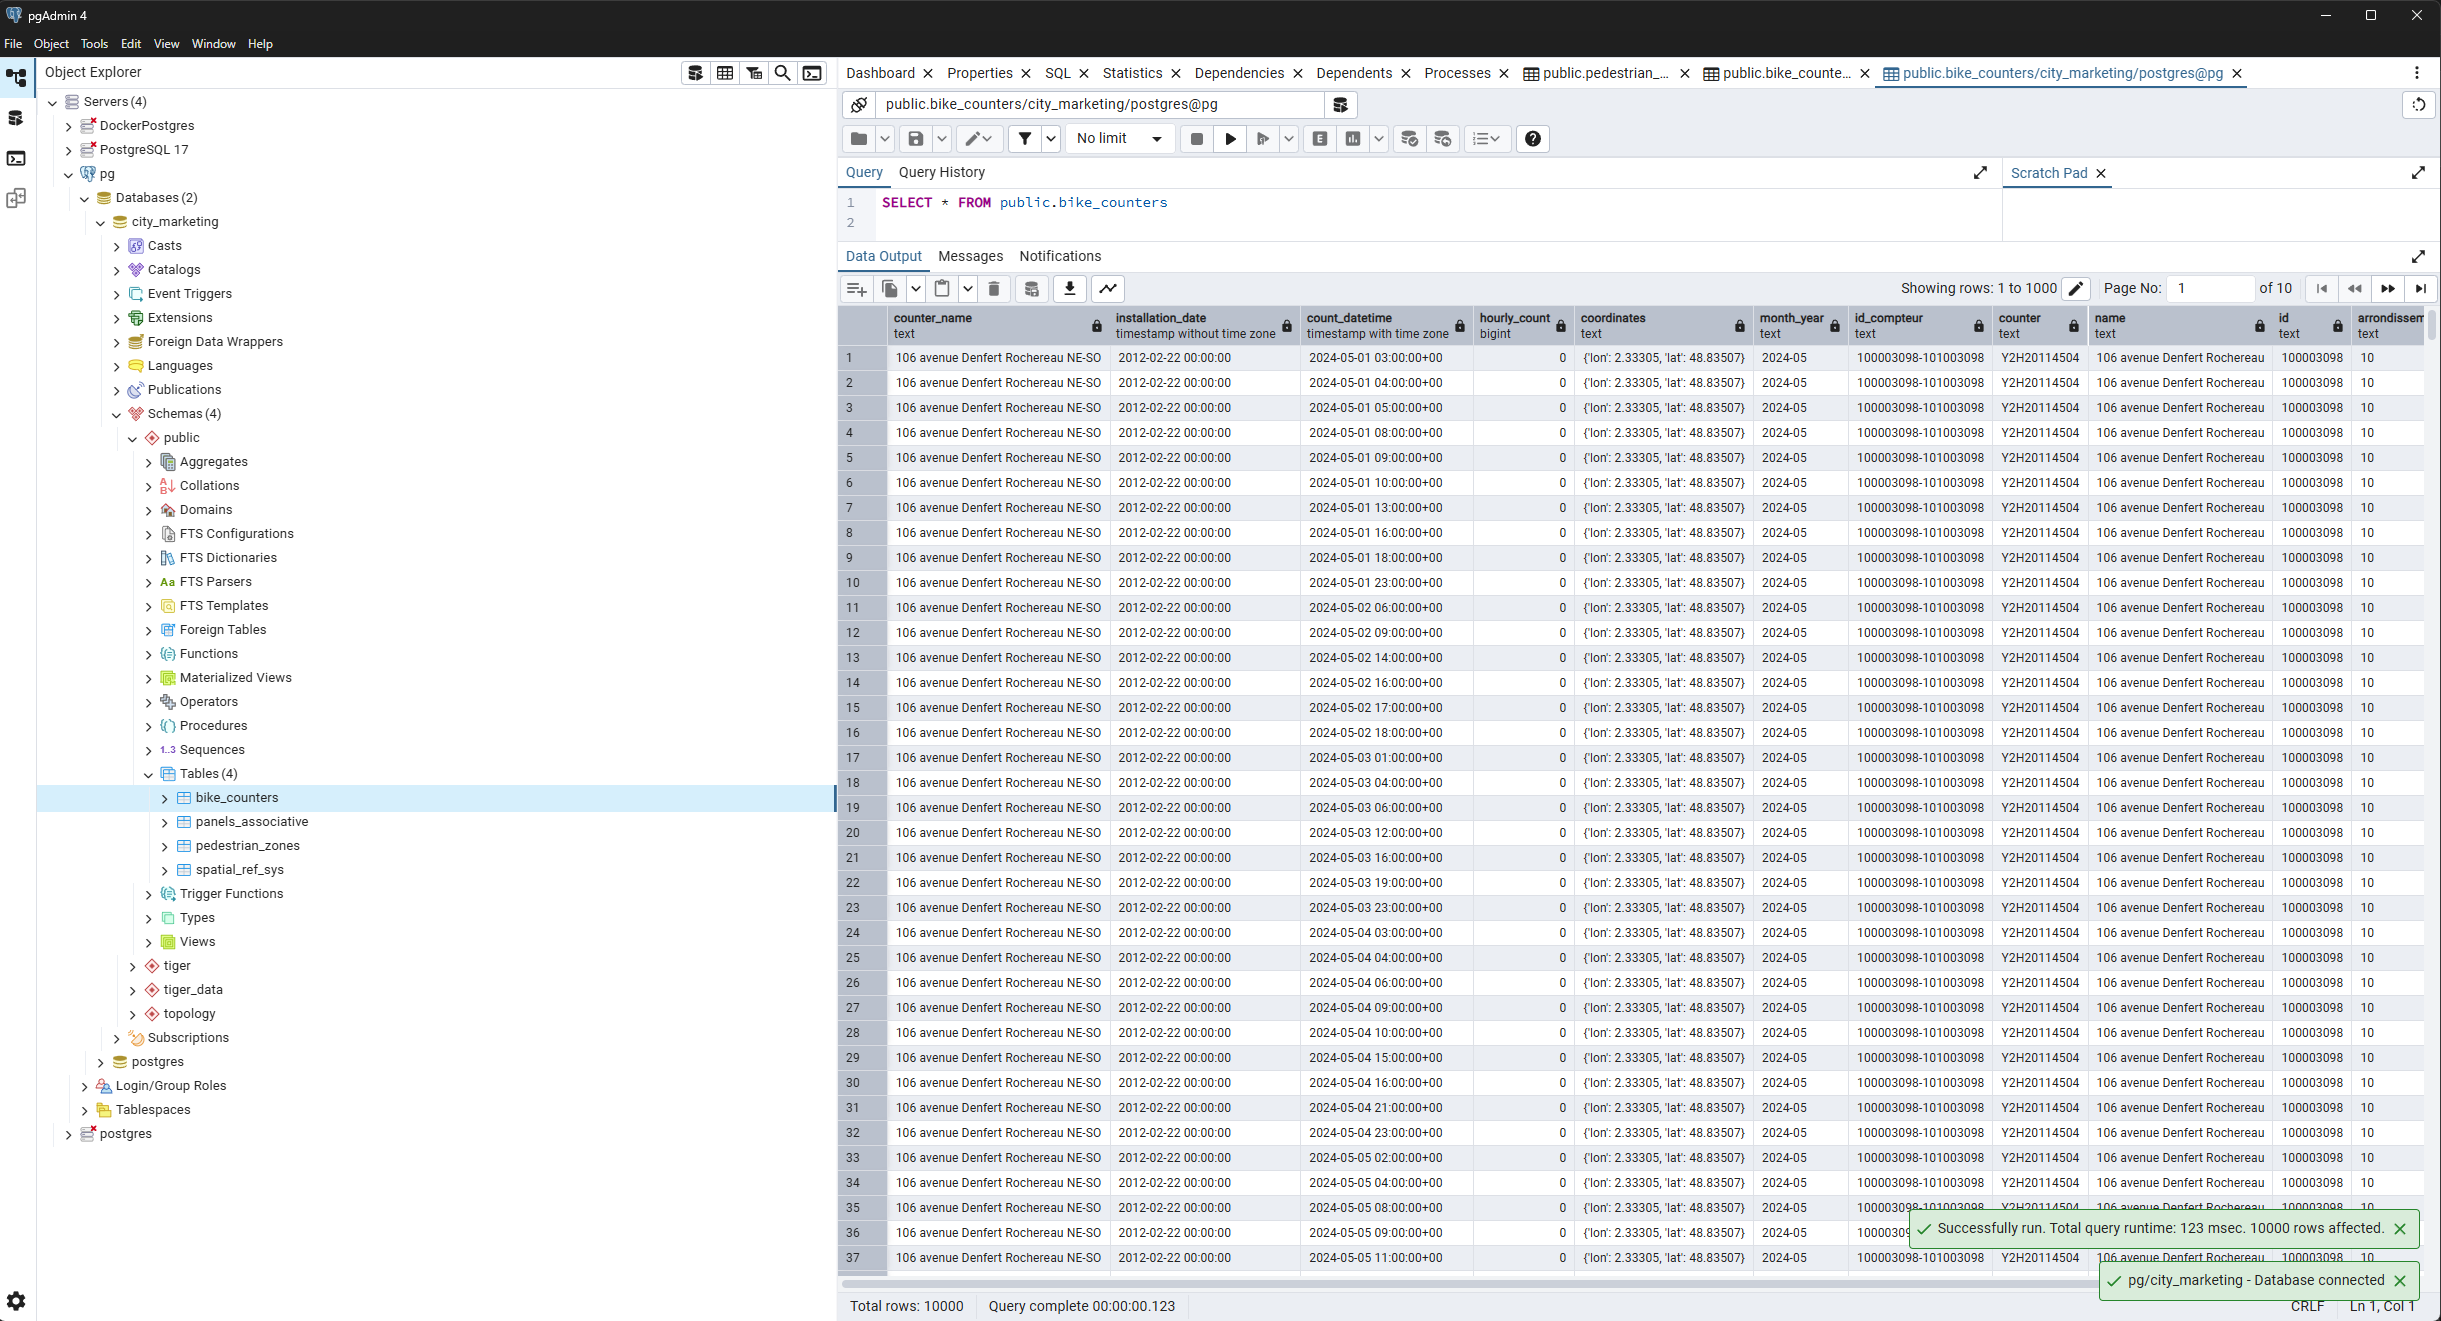 pgAdmin 4
File Object Tools Edit View Window Help
Object Explorer
Servers (4)
DockerPostgres
PostgreSQL 17
pg
Databases (2)
city_marketing
Casts
Catalogs
Event Triggers
Extensions
Foreign Data Wrappers
Languages
Publications
Schemas (4)
public
Aggregates
Collations
Domains
FTS Configurations
FTS Dictionaries
FTS Parsers
FTS Templates
Foreign Tables
Functions
Materialized Views
Operators
Procedures
1..3 Sequences
Tables (4)
bike_counters
panels_associative
pedestrian_zones
spatial_ref_sys
Trigger Functions
Types
Views
tiger
tiger_data
topology
Subscriptions
postgres
Login/Group Roles
Tablespaces
postgres
Dashboard Properties SQL Statistics Dependencies Dependents Processes public.pedestrian_... public.bike_counte... public.bike_counters/city_marketing/postgres@pg
public.bike_counters/city_marketing/postgres@pg
No limit
Query Query History Scratch Pad
1 SELECT * FROM public.bike_counters
2
Data Output Messages Notifications
Showing rows: 1 to 1000 Page No: 1 of 10
counter_name installation_date count_datetime hourly_count coordinates month_year id_compteur counter name id arrondissem
text timestamp without time zone timestamp with time zone bigint text text text text text text text
1 106 avenue Denfert Rochereau NE-SO 2012-02-22 00:00:00 2024-05-01 03:00:00+00 0 {'lon': 2.33305, 'lat': 48.83507} 2024-05 100003098-101003098 Y2H20114504 106 avenue Denfert Rochereau 100003098 10
2 106 avenue Denfert Rochereau NE-SO 2012-02-22 00:00:00 2024-05-01 04:00:00+00 0 {'lon': 2.33305, 'lat': 48.83507} 2024-05 100003098-101003098 Y2H20114504 106 avenue Denfert Rochereau 100003098 10
3 106 avenue Denfert Rochereau NE-SO 2012-02-22 00:00:00 2024-05-01 05:00:00+00 0 {'lon': 2.33305, 'lat': 48.83507} 2024-05 100003098-101003098 Y2H20114504 106 avenue Denfert Rochereau 100003098 10
4 106 avenue Denfert Rochereau NE-SO 2012-02-22 00:00:00 2024-05-01 08:00:00+00 0 {'lon': 2.33305, 'lat': 48.83507} 2024-05 100003098-101003098 Y2H20114504 106 avenue Denfert Rochereau 100003098 10
5 106 avenue Denfert Rochereau NE-SO 2012-02-22 00:00:00 2024-05-01 09:00:00+00 0 {'lon': 2.33305, 'lat': 48.83507} 2024-05 100003098-101003098 Y2H20114504 106 avenue Denfert Rochereau 100003098 10
6 106 avenue Denfert Rochereau NE-SO 2012-02-22 00:00:00 2024-05-01 10:00:00+00 0 {'lon': 2.33305, 'lat': 48.83507} 2024-05 100003098-101003098 Y2H20114504 106 avenue Denfert Rochereau 100003098 10
7 106 avenue Denfert Rochereau NE-SO 2012-02-22 00:00:00 2024-05-01 13:00:00+00 0 {'lon': 2.33305, 'lat': 48.83507} 2024-05 100003098-101003098 Y2H20114504 106 avenue Denfert Rochereau 100003098 10
8 106 avenue Denfert Rochereau NE-SO 2012-02-22 00:00:00 2024-05-01 16:00:00+00 0 {'lon': 2.33305, 'lat': 48.83507} 2024-05 100003098-101003098 Y2H20114504 106 avenue Denfert Rochereau 100003098 10
9 106 avenue Denfert Rochereau NE-SO 2012-02-22 00:00:00 2024-05-01 18:00:00+00 0 {'lon': 2.33305, 'lat': 48.83507} 2024-05 100003098-101003098 Y2H20114504 106 avenue Denfert Rochereau 100003098 10
10 106 avenue Denfert Rochereau NE-SO 2012-02-22 00:00:00 2024-05-01 23:00:00+00 0 {'lon': 2.33305, 'lat': 48.83507} 2024-05 100003098-101003098 Y2H20114504 106 avenue Denfert Rochereau 100003098 10
11 106 avenue Denfert Rochereau NE-SO 2012-02-22 00:00:00 2024-05-02 06:00:00+00 0 {'lon': 2.33305, 'lat': 48.83507} 2024-05 100003098-101003098 Y2H20114504 106 avenue Denfert Rochereau 100003098 10
12 106 avenue Denfert Rochereau NE-SO 2012-02-22 00:00:00 2024-05-02 09:00:00+00 0 {'lon': 2.33305, 'lat': 48.83507} 2024-05 100003098-101003098 Y2H20114504 106 avenue Denfert Rochereau 100003098 10
13 106 avenue Denfert Rochereau NE-SO 2012-02-22 00:00:00 2024-05-02 14:00:00+00 0 {'lon': 2.33305, 'lat': 48.83507} 2024-05 100003098-101003098 Y2H20114504 106 avenue Denfert Rochereau 100003098 10
14 106 avenue Denfert Rochereau NE-SO 2012-02-22 00:00:00 2024-05-02 16:00:00+00 0 {'lon': 2.33305, 'lat': 48.83507} 2024-05 100003098-101003098 Y2H20114504 106 avenue Denfert Rochereau 100003098 10
15 106 avenue Denfert Rochereau NE-SO 2012-02-22 00:00:00 2024-05-02 17:00:00+00 0 {'lon': 2.33305, 'lat': 48.83507} 2024-05 100003098-101003098 Y2H20114504 106 avenue Denfert Rochereau 100003098 10
16 106 avenue Denfert Rochereau NE-SO 2012-02-22 00:00:00 2024-05-02 18:00:00+00 0 {'lon': 2.33305, 'lat': 48.83507} 2024-05 100003098-101003098 Y2H20114504 106 avenue Denfert Rochereau 100003098 10
17 106 avenue Denfert Rochereau NE-SO 2012-02-22 00:00:00 2024-05-03 01:00:00+00 0 {'lon': 2.33305, 'lat': 48.83507} 2024-05 100003098-101003098 Y2H20114504 106 avenue Denfert Rochereau 100003098 10
18 106 avenue Denfert Rochereau NE-SO 2012-02-22 00:00:00 2024-05-03 04:00:00+00 0 {'lon': 2.33305, 'lat': 48.83507} 2024-05 100003098-101003098 Y2H20114504 106 avenue Denfert Rochereau 100003098 10
19 106 avenue Denfert Rochereau NE-SO 2012-02-22 00:00:00 2024-05-03 06:00:00+00 0 {'lon': 2.33305, 'lat': 48.83507} 2024-05 100003098-101003098 Y2H20114504 106 avenue Denfert Rochereau 100003098 10
20 106 avenue Denfert Rochereau NE-SO 2012-02-22 00:00:00 2024-05-03 12:00:00+00 0 {'lon': 2.33305, 'lat': 48.83507} 2024-05 100003098-101003098 Y2H20114504 106 avenue Denfert Rochereau 100003098 10
21 106 avenue Denfert Rochereau NE-SO 2012-02-22 00:00:00 2024-05-03 16:00:00+00 0 {'lon': 2.33305, 'lat': 48.83507} 2024-05 100003098-101003098 Y2H20114504 106 avenue Denfert Rochereau 100003098 10
22 106 avenue Denfert Rochereau NE-SO 2012-02-22 00:00:00 2024-05-03 19:00:00+00 0 {'lon': 2.33305, 'lat': 48.83507} 2024-05 100003098-101003098 Y2H20114504 106 avenue Denfert Rochereau 100003098 10
23 106 avenue Denfert Rochereau NE-SO 2012-02-22 00:00:00 2024-05-03 23:00:00+00 0 {'lon': 2.33305, 'lat': 48.83507} 2024-05 100003098-101003098 Y2H20114504 106 avenue Denfert Rochereau 100003098 10
24 106 avenue Denfert Rochereau NE-SO 2012-02-22 00:00:00 2024-05-04 03:00:00+00 0 {'lon': 2.33305, 'lat': 48.83507} 2024-05 100003098-101003098 Y2H20114504 106 avenue Denfert Rochereau 100003098 10
25 106 avenue Denfert Rochereau NE-SO 2012-02-22 00:00:00 2024-05-04 04:00:00+00 0 {'lon': 2.33305, 'lat': 48.83507} 2024-05 100003098-101003098 Y2H20114504 106 avenue Denfert Rochereau 100003098 10
26 106 avenue Denfert Rochereau NE-SO 2012-02-22 00:00:00 2024-05-04 06:00:00+00 0 {'lon': 2.33305, 'lat': 48.83507} 2024-05 100003098-101003098 Y2H20114504 106 avenue Denfert Rochereau 100003098 10
27 106 avenue Denfert Rochereau NE-SO 2012-02-22 00:00:00 2024-05-04 09:00:00+00 0 {'lon': 2.33305, 'lat': 48.83507} 2024-05 100003098-101003098 Y2H20114504 106 avenue Denfert Rochereau 100003098 10
28 106 avenue Denfert Rochereau NE-SO 2012-02-22 00:00:00 2024-05-04 10:00:00+00 0 {'lon': 2.33305, 'lat': 48.83507} 2024-05 100003098-101003098 Y2H20114504 106 avenue Denfert Rochereau 100003098 10
29 106 avenue Denfert Rochereau NE-SO 2012-02-22 00:00:00 2024-05-04 15:00:00+00 0 {'lon': 2.33305, 'lat': 48.83507} 2024-05 100003098-101003098 Y2H20114504 106 avenue Denfert Rochereau 100003098 10
30 106 avenue Denfert Rochereau NE-SO 2012-02-22 00:00:00 2024-05-04 16:00:00+00 0 {'lon': 2.33305, 'lat': 48.83507} 2024-05 100003098-101003098 Y2H20114504 106 avenue Denfert Rochereau 100003098 10
31 106 avenue Denfert Rochereau NE-SO 2012-02-22 00:00:00 2024-05-04 21:00:00+00 0 {'lon': 2.33305, 'lat': 48.83507} 2024-05 100003098-101003098 Y2H20114504 106 avenue Denfert Rochereau 100003098 10
32 106 avenue Denfert Rochereau NE-SO 2012-02-22 00:00:00 2024-05-04 23:00:00+00 0 {'lon': 2.33305, 'lat': 48.83507} 2024-05 100003098-101003098 Y2H20114504 106 avenue Denfert Rochereau 100003098 10
33 106 avenue Denfert Rochereau NE-SO 2012-02-22 00:00:00 2024-05-05 02:00:00+00 0 {'lon': 2.33305, 'lat': 48.83507} 2024-05 100003098-101003098 Y2H20114504 106 avenue Denfert Rochereau 100003098 10
34 106 avenue Denfert Rochereau NE-SO 2012-02-22 00:00:00 2024-05-05 04:00:00+00 0 {'lon': 2.33305, 'lat': 48.83507} 2024-05 100003098-101003098 Y2H20114504 106 avenue Denfert Rochereau 100003098 10
35 106 avenue Denfert Rochereau NE-SO 2012-02-22 00:00:00 2024-05-05 08:00:00+00 0 {'lon': 2.33305, 'lat': 48.83507} 2024-05 100003098-101003098 Y2H20114504 106 avenue Denfert Rochereau 100003098 10
36 106 avenue Denfert Rochereau NE-SO 2012-02-22 00:00:00 2024-05-05 09:00:00+00 0 {'lon': 2.33305, 'lat': 48.83507} 2024-05 10000309
Successfully run. Total query runtime: 123 msec. 10000 rows affected.
37 106 avenue Denfert Rochereau NE-SO 2012-02-22 00:00:00 2024-05-05 11:00:00+00 0 {'lon': 2.33305, 'lat': 48.83507} 2024-05 100003098-101003098 Y2H20114504 106 avenue Denfert Rochereau 100003098 10
pg/city_marketing - Database connected
Total rows: 10000 Query complete 00:00:00.123 CRLF Ln 1, Col 1